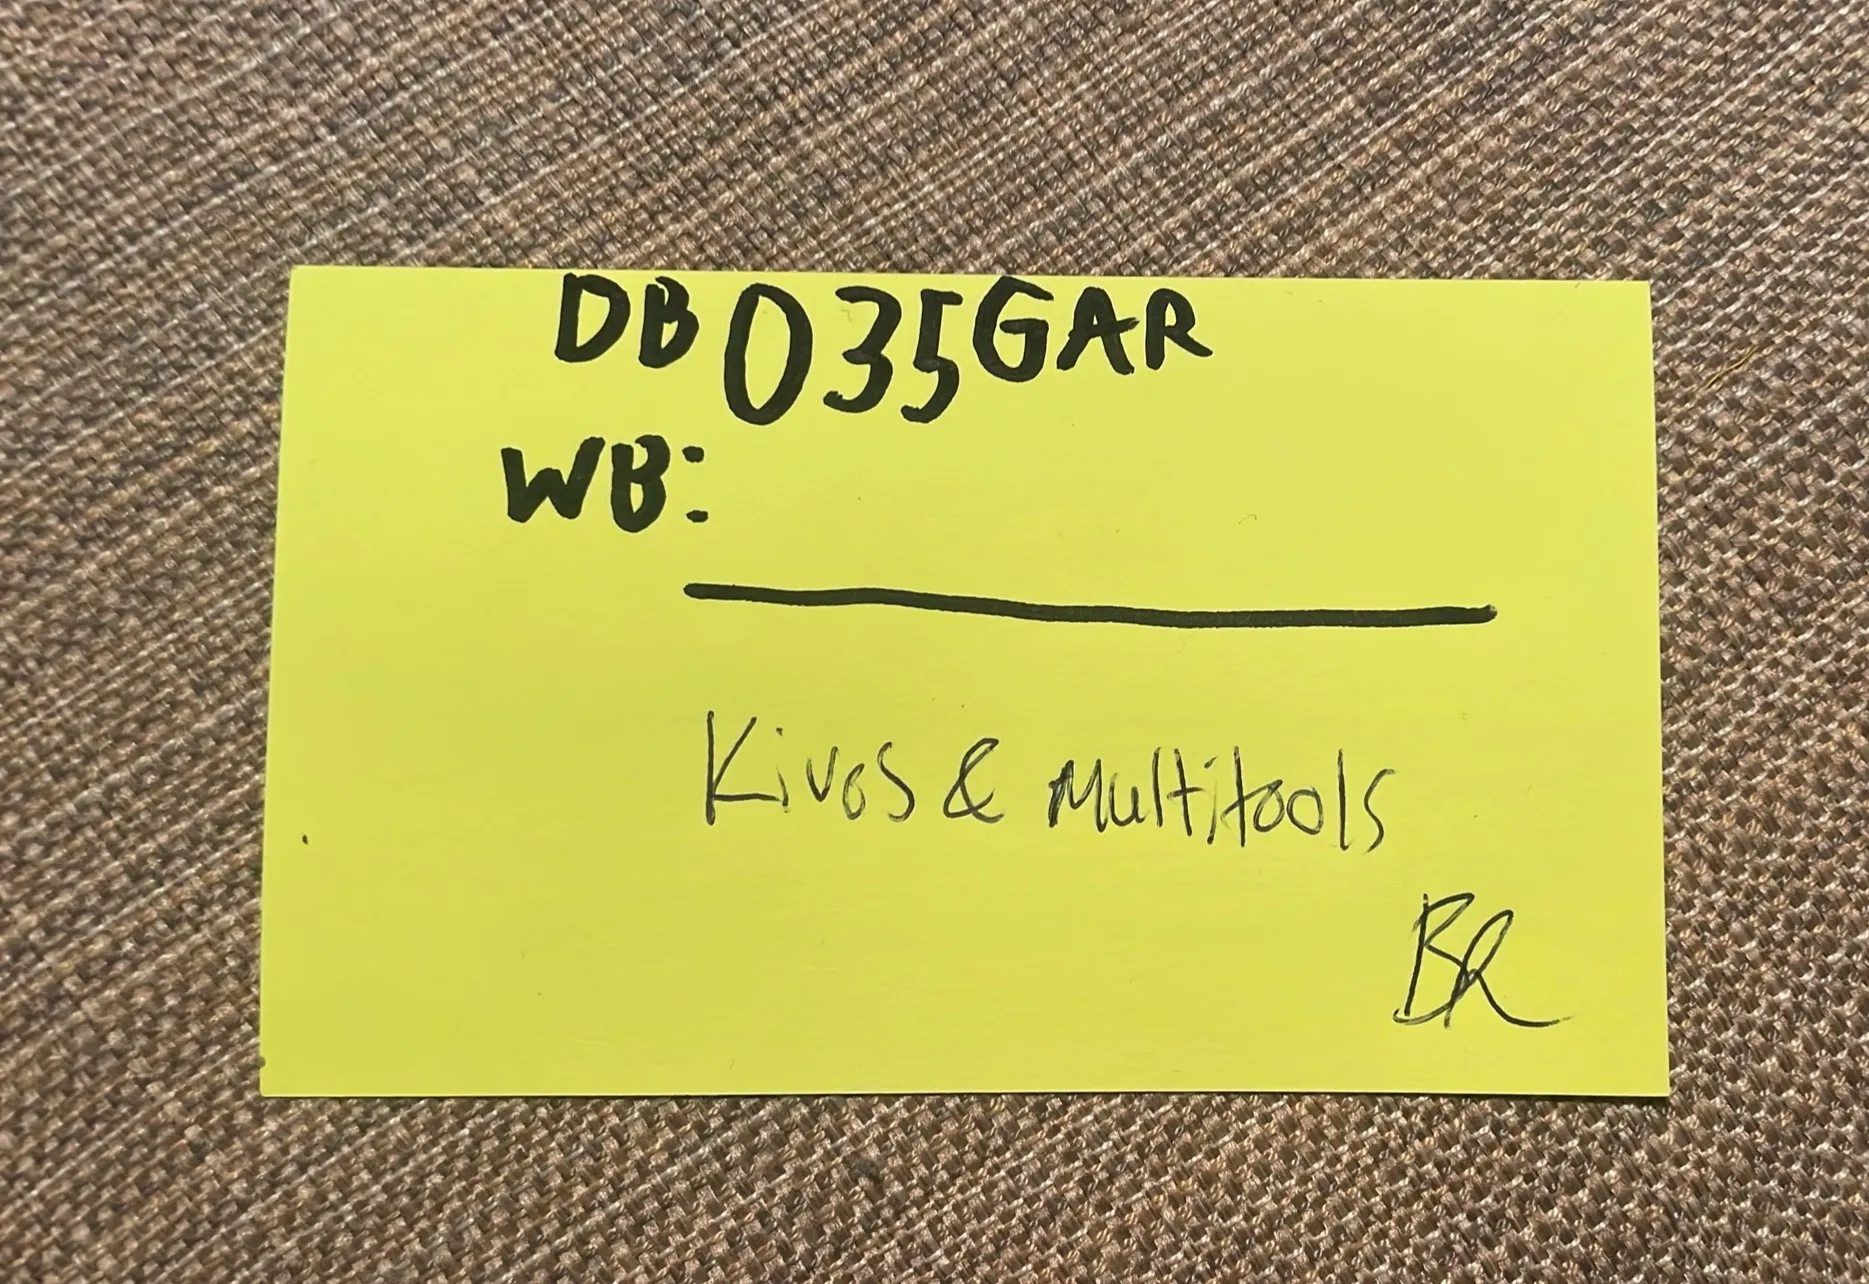 DB035GAR
WB:
Kivos & Multitools
BR